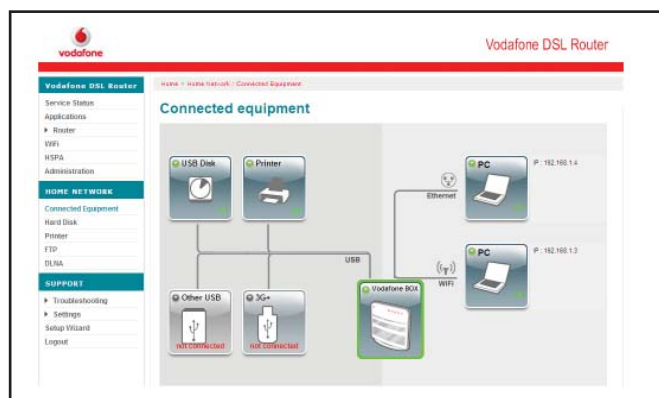 vodafone
Vodafone DSL Router
Vodafone DSL Router
Service Status
Applications
Router
WiFi
HSPA
Administration
HOME NETWORK
Connected Equipment
Hard Disk
Printer
FTP
DLNA
SUPPORT
Troubleshooting
Settings
Setup Wizard
Logout
Home > Home Network / Connected Equipment
Connected equipment
USB Disk
Printer
Other USB
not connected
3G+
not connected
USB
Vodafone BOX
Ethernet
WIFI
PC
IP : 192.168.1.4
PC
IP : 192.168.1.3